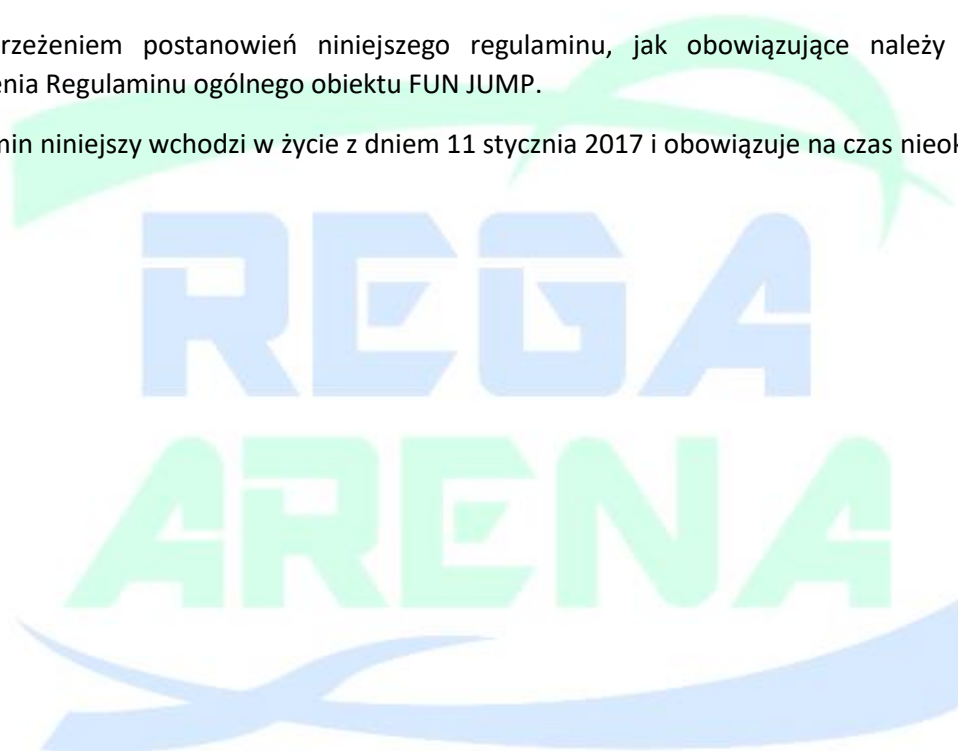 rzeżeniem postanowień niniejszego regulaminu, jak obowiązujące należy
enia Regulaminu ogólnego obiektu FUN JUMP.
min niniejszy wchodzi w życie z dniem 11 stycznia 2017 i obowiązuje na czas nieok
REGA
ARENA